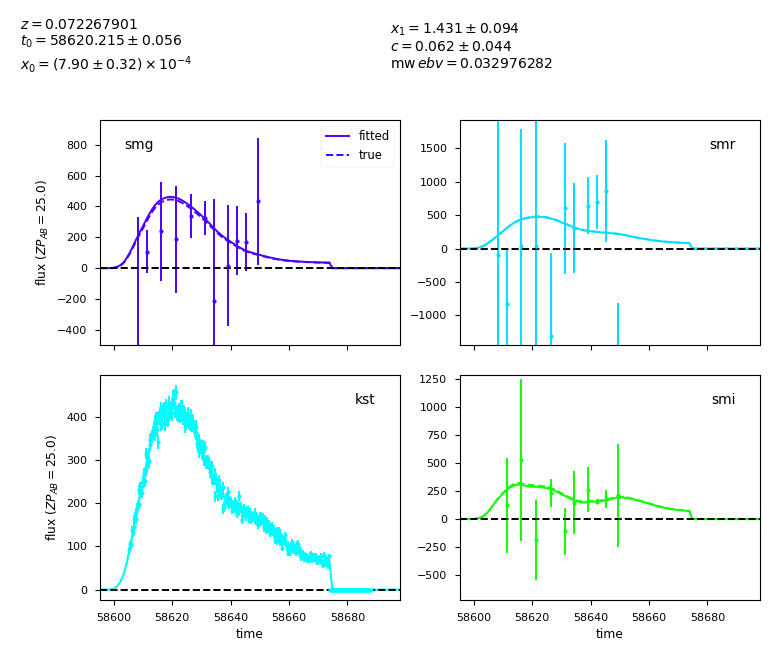 z = 0.072267901
t₀ = 58620.215 ± 0.056
x₀ = (7.90 ± 0.32) × 10⁻⁴
x₁ = 1.431 ± 0.094
c = 0.062 ± 0.044
mw ebv = 0.032976282
smg
fitted
true
flux (ZP_AB = 25.0)
800
600
400
200
0
−200
−400
smr
1500
1000
500
0
−500
−1000
kst
flux (ZP_AB = 25.0)
400
300
200
100
0
58600 58620 58640 58660 58680
time
smi
1250
1000
750
500
250
0
−250
−500
58600 58620 58640 58660 58680
time